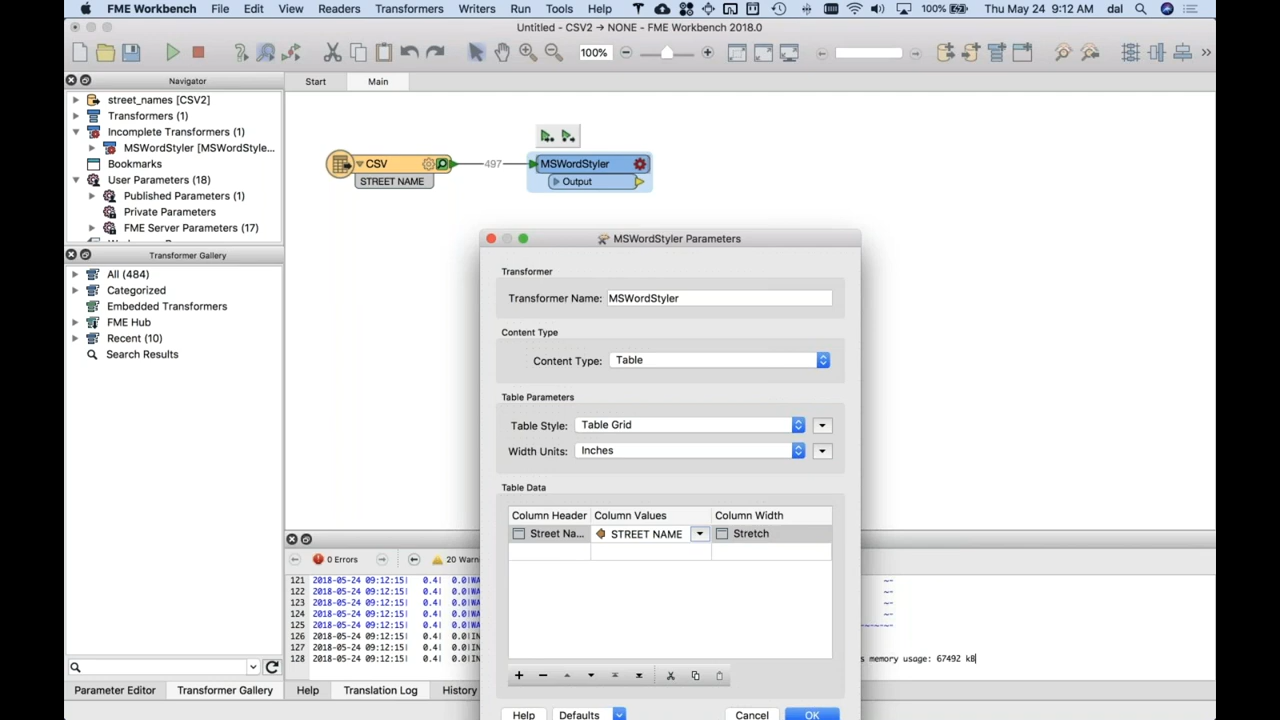 FME Workbench File Edit View Readers Transformers Writers Run Tools Help 100% Thu May 24 9:12 AM dal
Untitled - CSV2 → NONE - FME Workbench 2018.0
100%
Navigator
Start Main
street_names [CSV2]
Transformers (1)
Incomplete Transformers (1)
MSWordStyler [MSWordStyle...
Bookmarks
User Parameters (18)
Published Parameters (1)
Private Parameters
FME Server Parameters (17)
CSV
STREET NAME
497
MSWordStyler
Output
Transformer Gallery
All (484)
Categorized
Embedded Transformers
FME Hub
Recent (10)
Search Results
MSWordStyler Parameters
Transformer
Transformer Name: MSWordStyler
Content Type
Content Type: Table
Table Parameters
Table Style: Table Grid
Width Units: Inches
Table Data
Column Header Column Values Column Width
Street Na... STREET NAME Stretch
Help Defaults Cancel OK
0 Errors 20 Warn
121 2018-05-24 09:12:15| 0.4| 0.0|WA ~~
122 2018-05-24 09:12:15| 0.4| 0.0|WA ~~
123 2018-05-24 09:12:15| 0.4| 0.0|WA ~~
124 2018-05-24 09:12:15| 0.4| 0.0|WA ~~
125 2018-05-24 09:12:15| 0.4| 0.0|WA
126 2018-05-24 09:12:15| 0.4| 0.0|IN
127 2018-05-24 09:12:15| 0.4| 0.0|IN
128 2018-05-24 09:12:15| 0.4| 0.0|IN s memory usage: 67492 kB
Parameter Editor Transformer Gallery Help Translation Log History